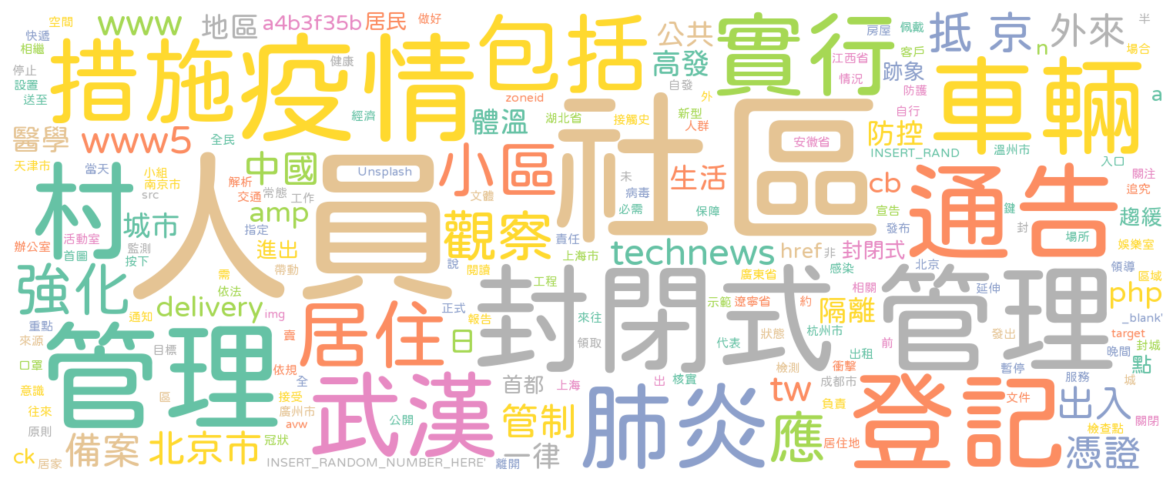 www
地區
a4b3f35b
居民
做好
空間
快遞
相繼
措施
疫情
包括
公共
實行
房屋
佩戴
客戶
抵京
n
外來
半
場合
停止
設置
送至
健康
高發
自發
江西省
情況
跡象
防護
車輛
a
zoneid
外
醫學
www5
全民
經濟
體溫
湖北省
接觸史
新型
人群
社區
安徽省
自行
防控
INSERT_RAND
溫州市
入口
天津市
當天
小組
南京市
src
中國
解析
交通
常態
工作
Unsplash
小區
文體
未
病毒
必需
生活
保障
cb
宣告
發布
通告
鍵
封
關注
追究
趨緩
場所
娛樂室
村
人員
城市
辦公室
活動室
首圖
監測
按下
amp
指定
進出
觀察
責任
上海市
technews
href
非
封閉式
強化
依法
需
帶動
說
閱讀
工程
廣東省
感染
北京
領導
區域
delivery
通知
img
重點
來源
口罩
目標
居住
正式
報告
日
賣
依規
封閉式
管理
來往
領取
示範
遼寧省
代表
約
狀態
杭州市
相關
隔離
前
出租
發出
延伸
暫停
php
_blank'
target
晚間
封城
點
管理
意識
往來
原則
區
全
接受
廣州市
avw
武漢
公開
首都
上海
出
核實
肺炎
檢測
成都市
衝擊
負責
tw
登記
文件
服務
城
出入
檢查點
關閉
ck
居家
備案
北京市
冠狀
INSERT_RANDOM_NUMBER_HERE'
離開
管制
一律
應
居住地
憑證